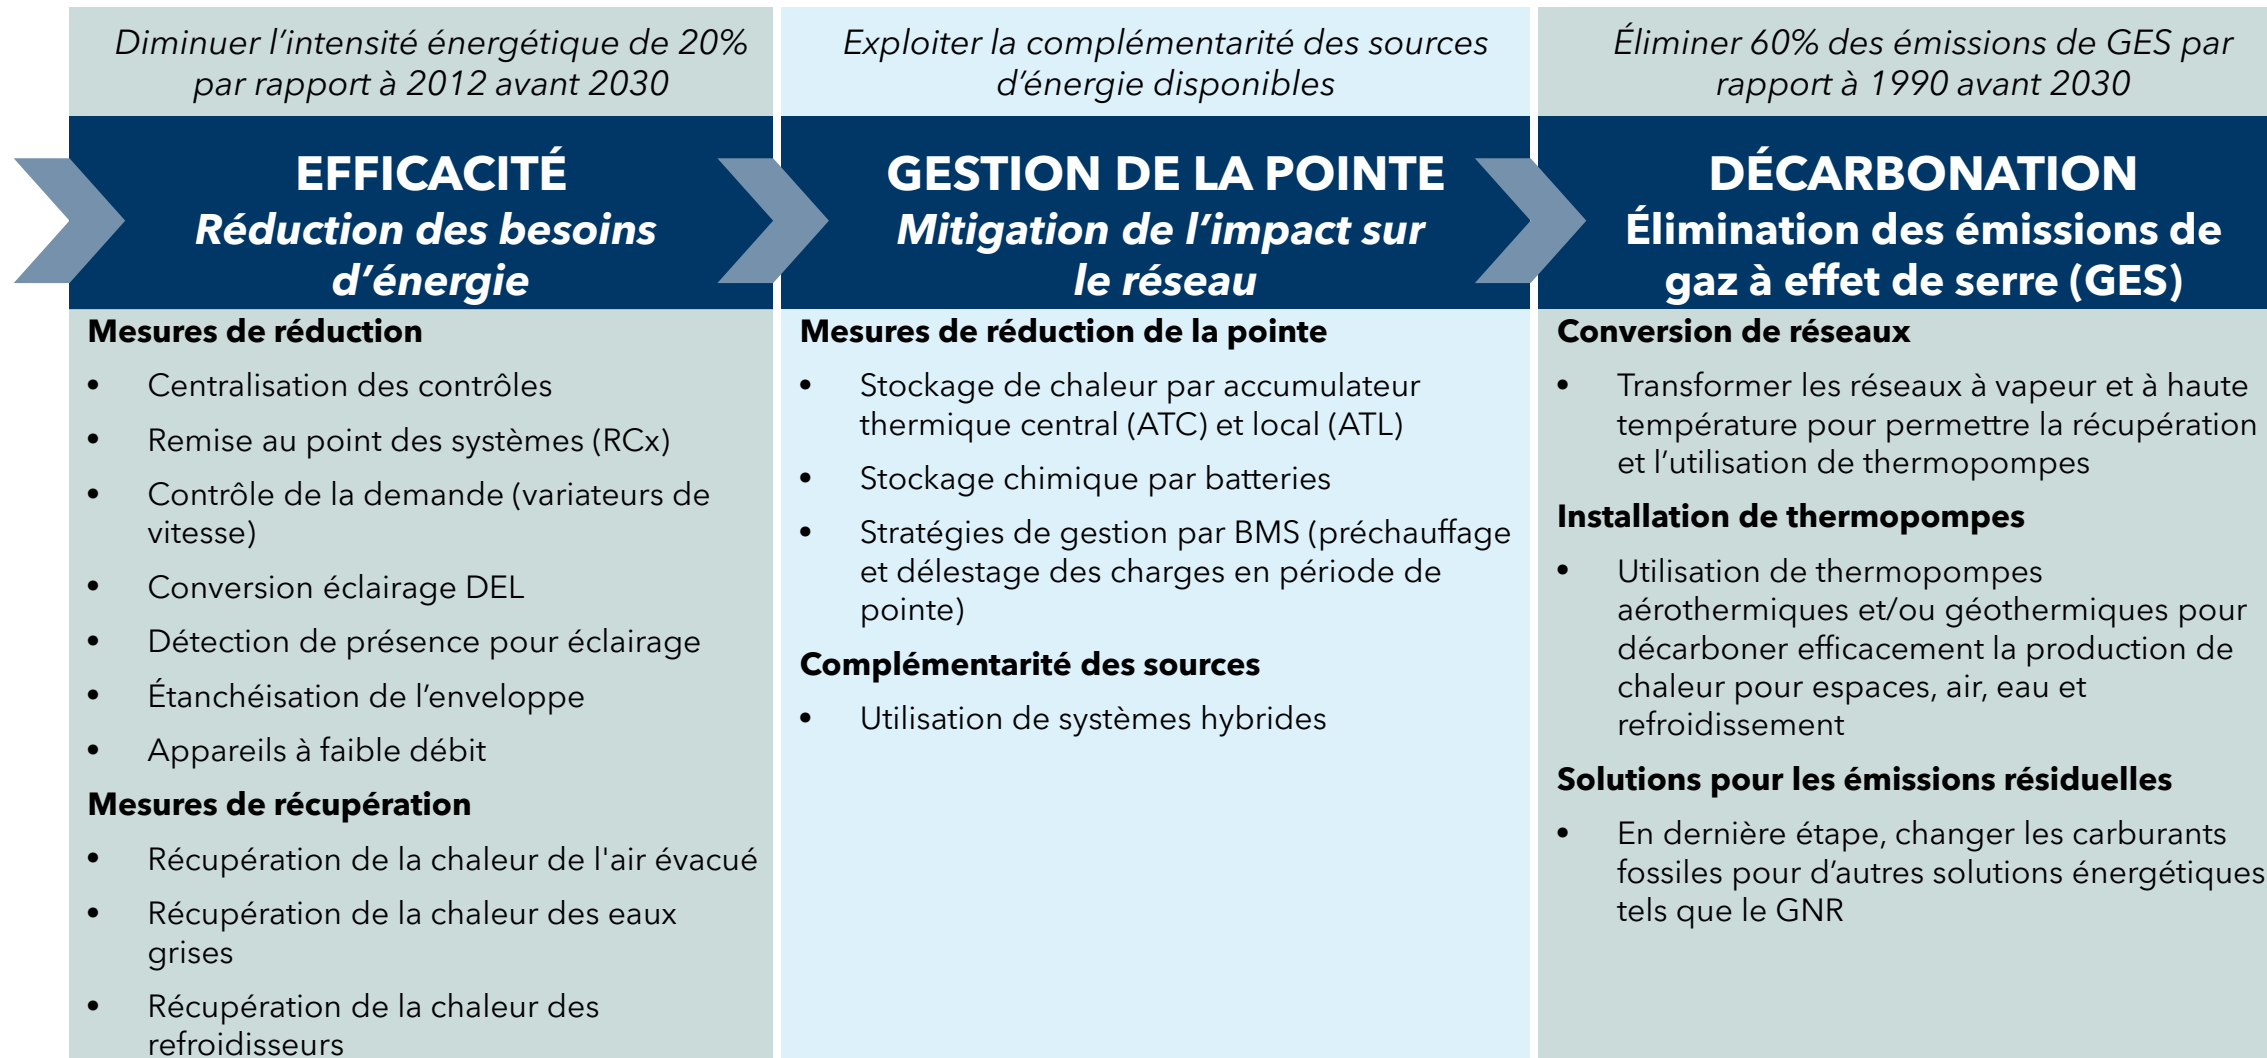 Diminuer l'intensité énergétique de 20%
par rapport à 2012 avant 2030
EFFICACITÉ
Réduction des besoins
d'énergie
Mesures de réduction
• Centralisation des contrôles
• Remise au point des systèmes (RCx)
• Contrôle de la demande (variateurs de
vitesse)
• Conversion éclairage DEL
• Détection de présence pour éclairage
• Étanchéisation de l'enveloppe
• Appareils à faible débit
Mesures de récupération
• Récupération de la chaleur de l'air évacué
• Récupération de la chaleur des eaux
grises
• Récupération de la chaleur des
refroidisseurs
Exploiter la complémentarité des sources
d'énergie disponibles
GESTION DE LA POINTE
Mitigation de l'impact sur
le réseau
Mesures de réduction de la pointe
• Stockage de chaleur par accumulateur
thermique central (ATC) et local (ATL)
• Stockage chimique par batteries
• Stratégies de gestion par BMS (préchauffage
et délestage des charges en période de
pointe)
Complémentarité des sources
• Utilisation de systèmes hybrides
Éliminer 60% des émissions de GES par
rapport à 1990 avant 2030
DÉCARBONATION
Élimination des émissions de
gaz à effet de serre (GES)
Conversion de réseaux
• Transformer les réseaux à vapeur et à haute
température pour permettre la récupération
et l'utilisation de thermopompes
Installation de thermopompes
• Utilisation de thermopompes
aérothermiques et/ou géothermiques pour
décarboner efficacement la production de
chaleur pour espaces, air, eau et
refroidissement
Solutions pour les émissions résiduelles
• En dernière étape, changer les carburants
fossiles pour d'autres solutions énergétiques
tels que le GNR